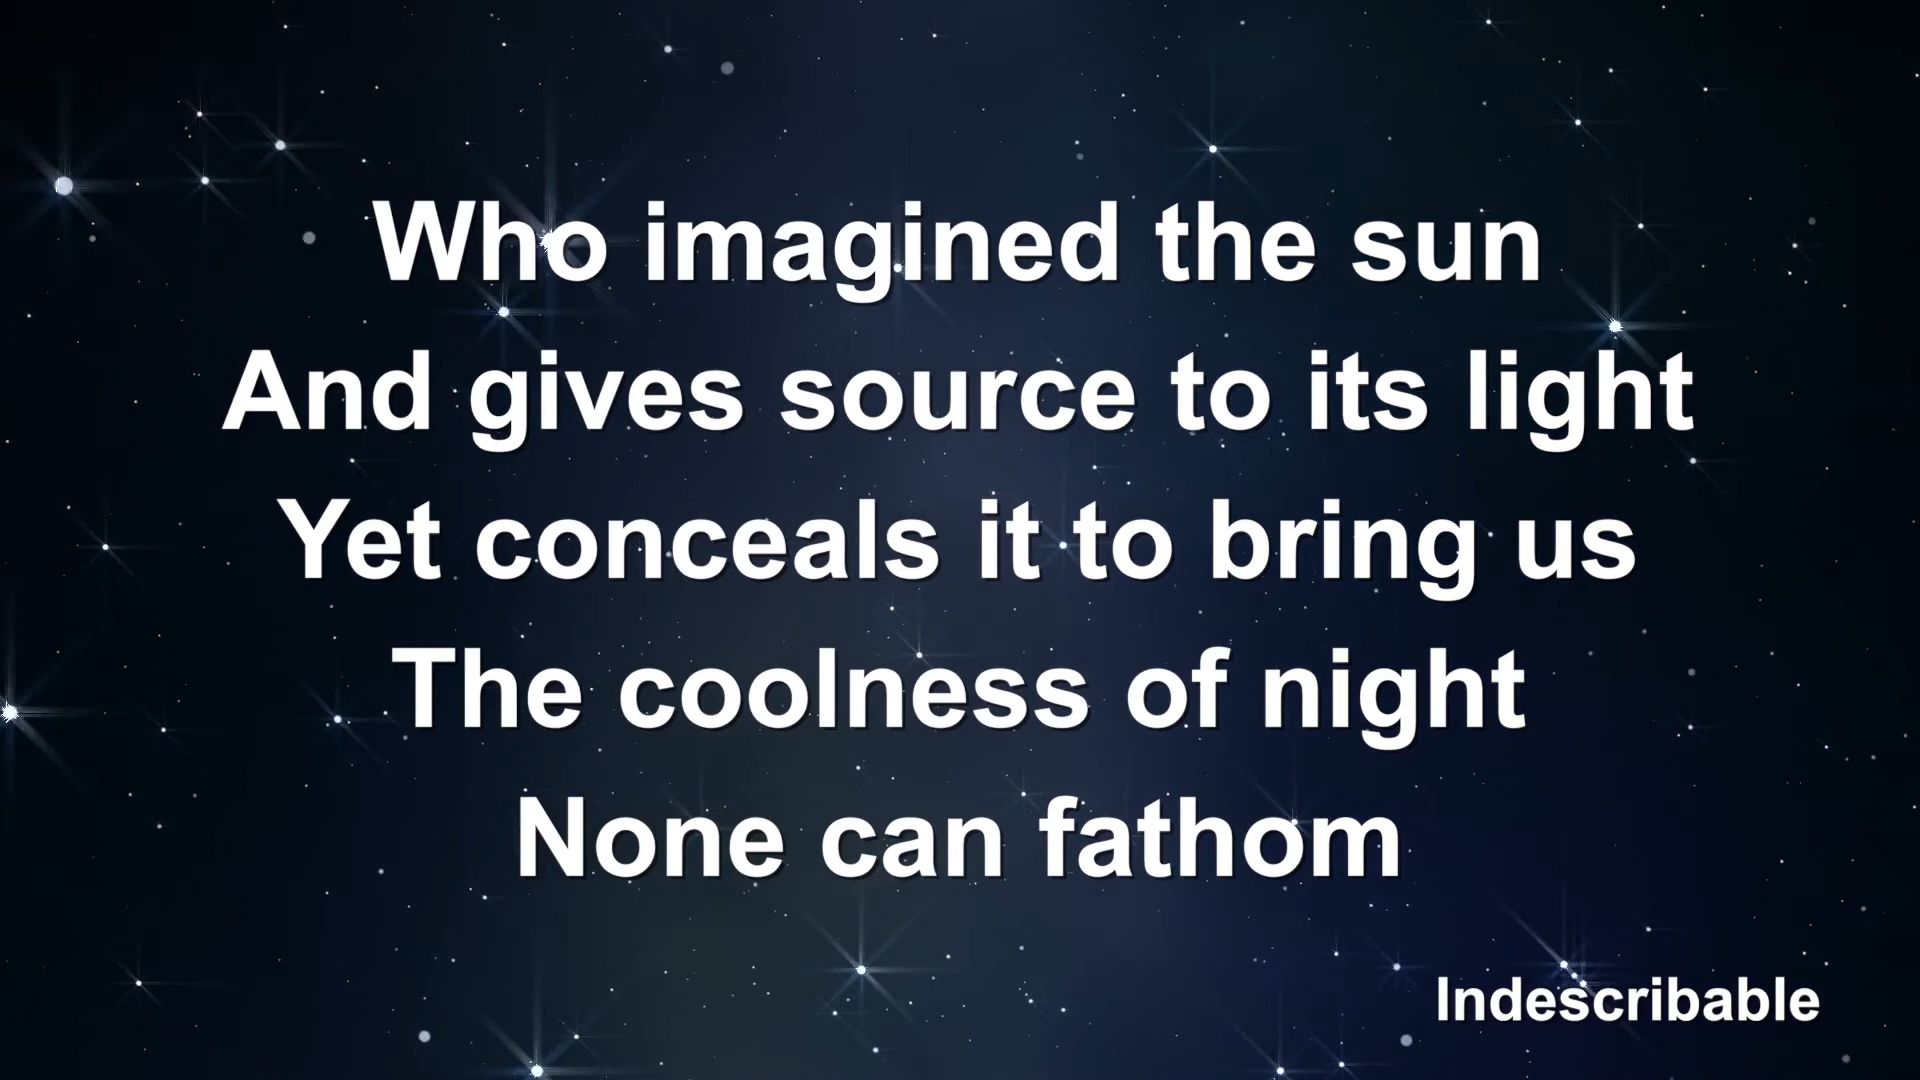 Who imagined the sun
And gives source to its light
Yet conceals it to bring us
The coolness of night
None can fathom
Indescribable